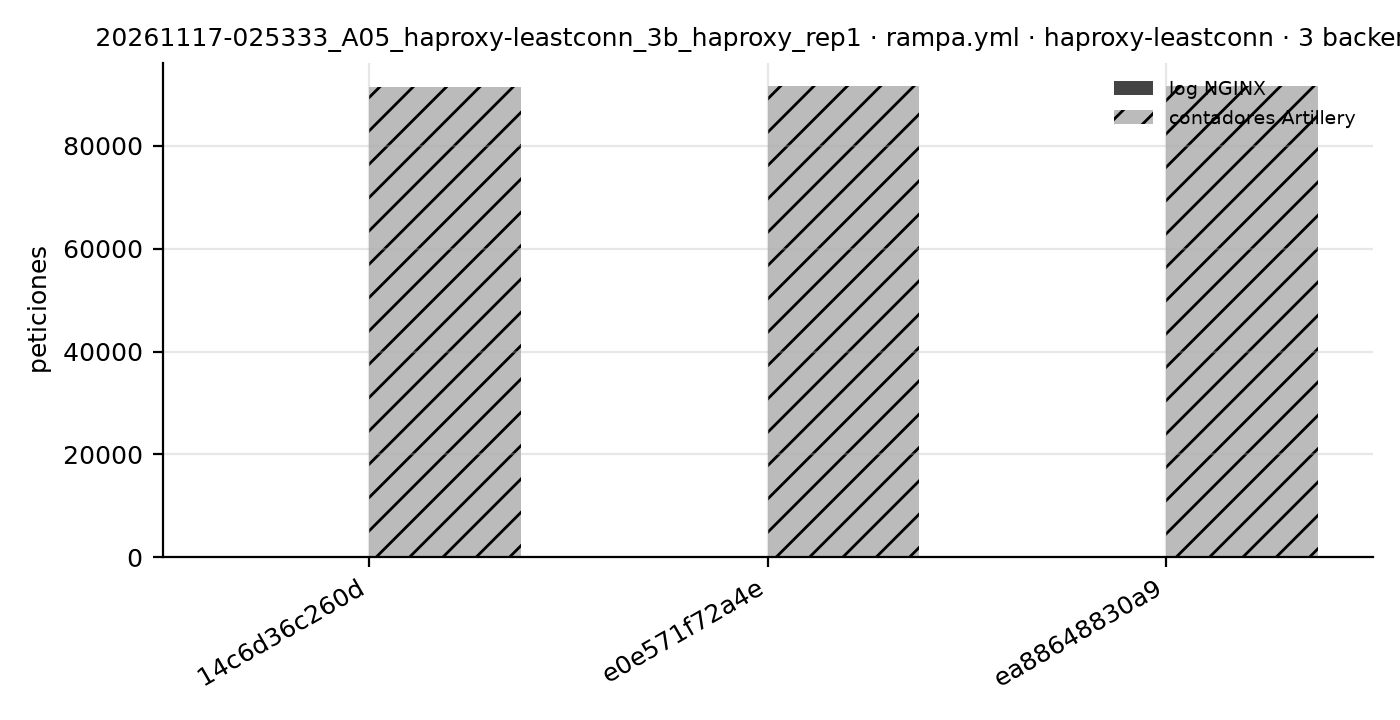 20261117-025333_A05_haproxy-leastconn_3b_haproxy_rep1 · rampa.yml · haproxy-leastconn · 3 backer
log NGINX
contadores Artillery
80000
60000
40000
20000
0
peticiones
14c6d36c260d
e0e571f72a4e
ea88648830a9